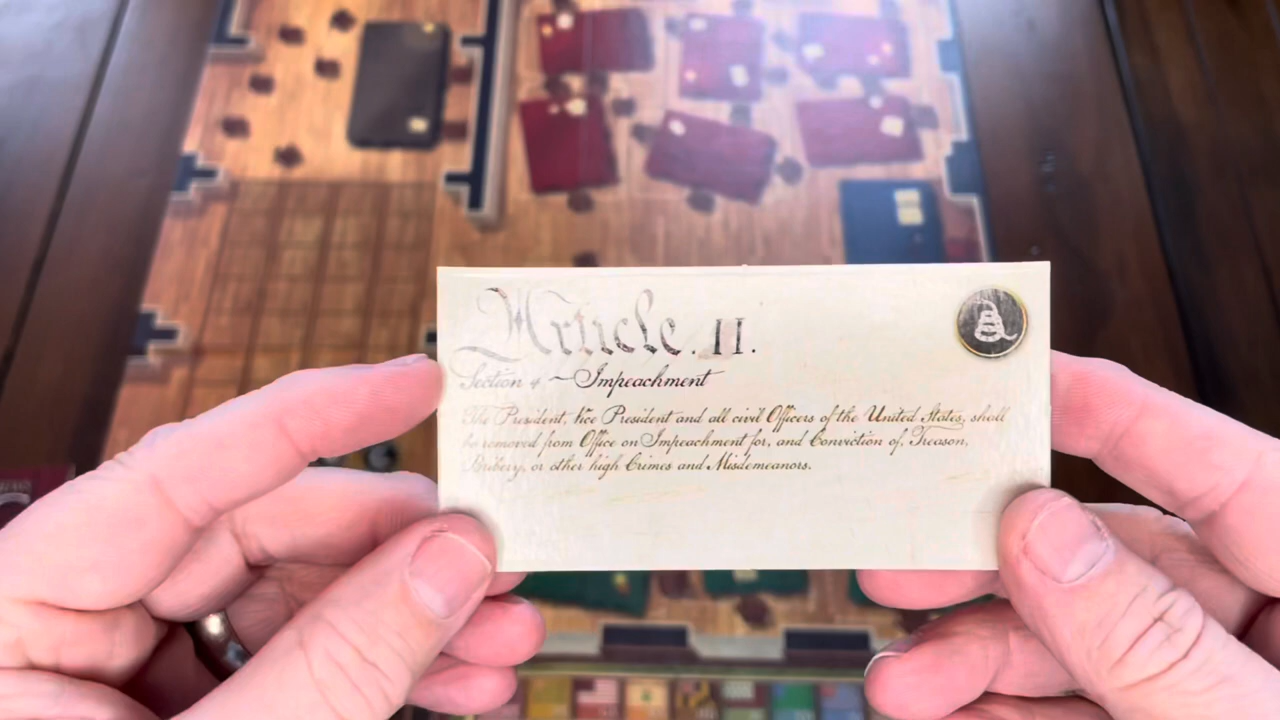 Article. II.
Section 4 ~ Impeachment
The President, Vice President and all civil Officers of the United States, shall
be removed from Office on Impeachment for, and Conviction of, Treason,
Bribery, or other high Crimes and Misdemeanors.